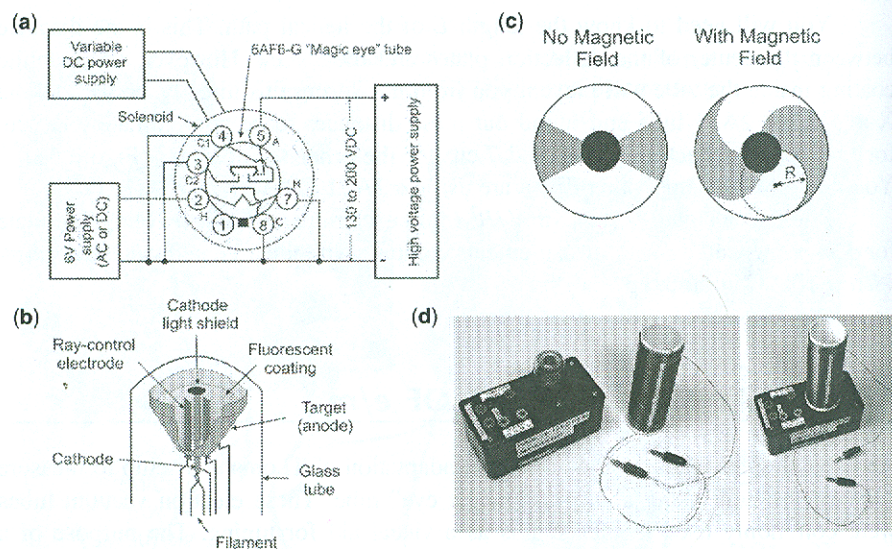 (a)
Variable
DC power
supply
6AF6-G "Magic eye" tube
Solenoid
4
5
C1
A
3
C2
2
H
7
H
1
8
C
6V Power
supply
(AC or DC)
130 to 200 VDC
+
-
High voltage power supply
(b)
Cathode
light shield
Ray-control
electrode
Fluorescent
coating
Target
(anode)
Cathode
Glass
tube
Filament
(c)
No Magnetic
Field
With Magnetic
Field
R
(d)